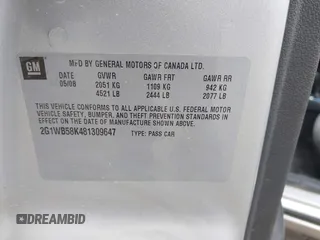 GM
MFD BY GENERAL MOTORS OF CANADA LTD.
DATE GVWR GAWR FRT GAWR RR
05/08 2051 KG 1109 KG 942 KG
4521 LB 2444 LB 2077 LB
THIS VEHICLE CONFORMS TO ALL APPLICABLE U.S. FEDERAL MOTOR VEHICLE SAFETY, BUMPER, AND THEFT PREVENTION STANDARDS IN EFFECT ON THE DATE OF MANUFACTURE SHOWN ABOVE.
2G1WB58K481309647 TYPE: PASS CAR
DREAMBID